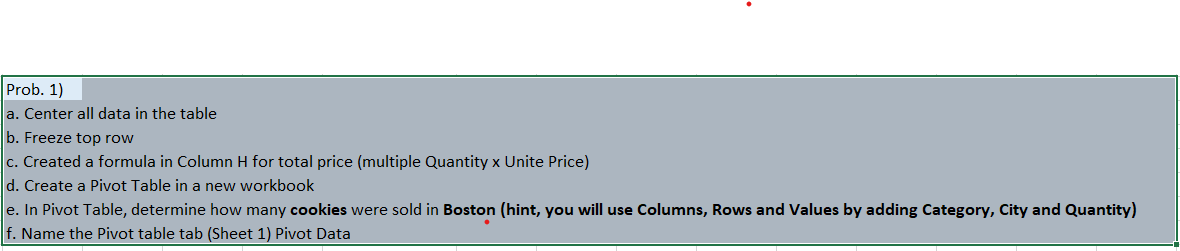 Prob. 1)
a. Center all data in the table
b. Freeze top row
c. Created a formula in Column H for total price (multiple Quantity x Unite Price)
d. Create a Pivot Table in a new workbook
e. In Pivot Table, determine how many cookies were sold in Boston (hint, you will use Columns, Rows and Values by adding Category, City and Quantity)
f. Name the Pivot table tab (Sheet 1) Pivot Data